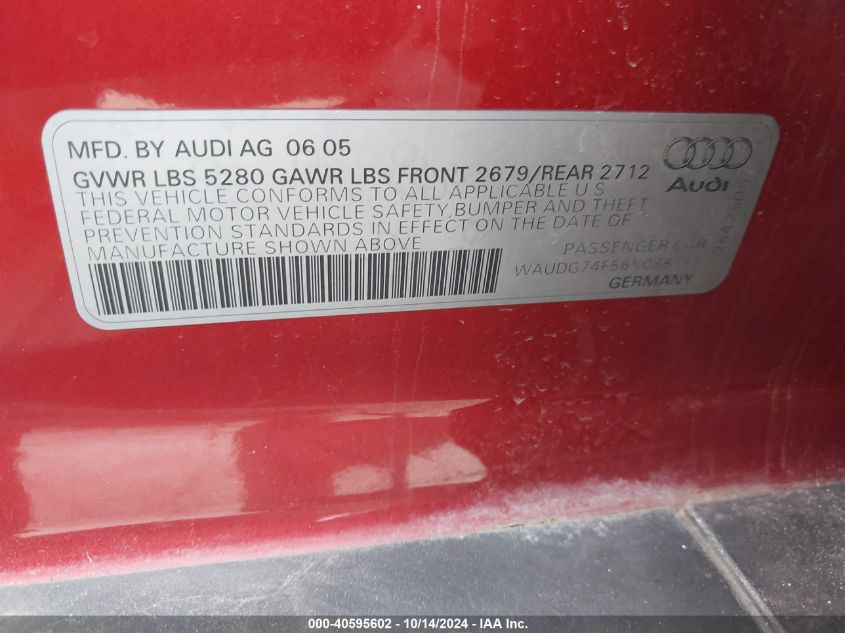 MFD. BY AUDI AG 06 05
GVWR LBS 5280 GAWR LBS FRONT 2679/REAR 2712
THIS VEHICLE CONFORMS TO ALL APPLICABLE U S
FEDERAL MOTOR VEHICLE SAFETY,BUMPER AND THEFT
PREVENTION STANDARDS IN EFFECT ON THE DATE OF
MANUFACTURE SHOWN ABOVE
Audi
PASSENGER CAR
GERMANY
000-40595602 - 10/14/2024 - IAA Inc.